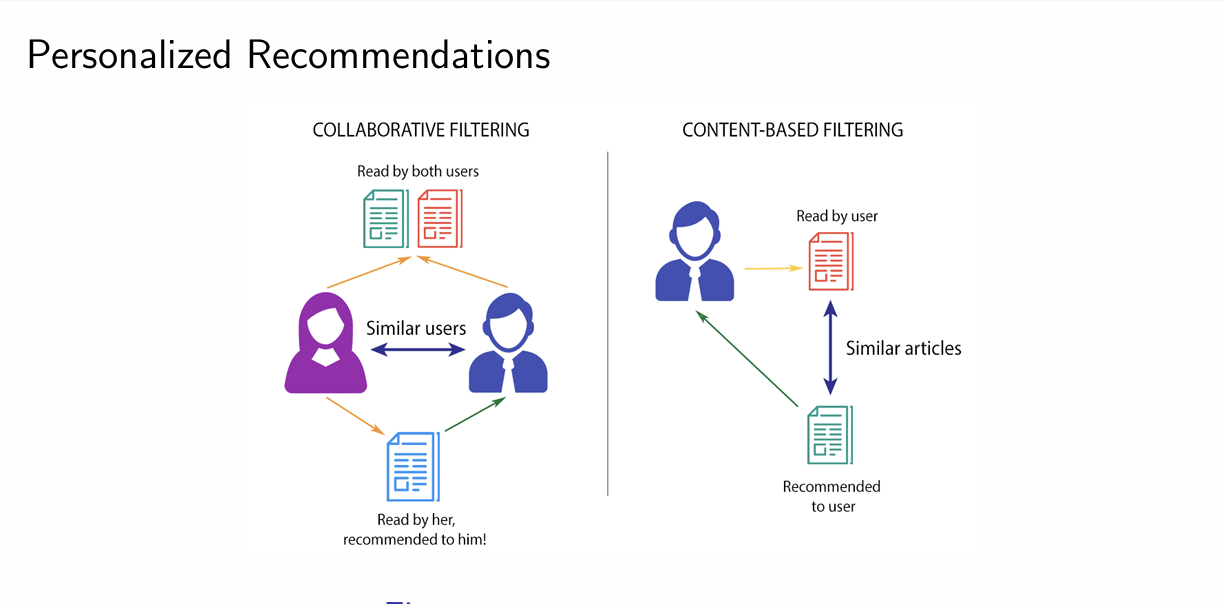 Personalized Recommendations
COLLABORATIVE FILTERING
Read by both users
Similar users
Read by her,
recommended to him!
CONTENT-BASED FILTERING
Read by user
Similar articles
Recommended
to user